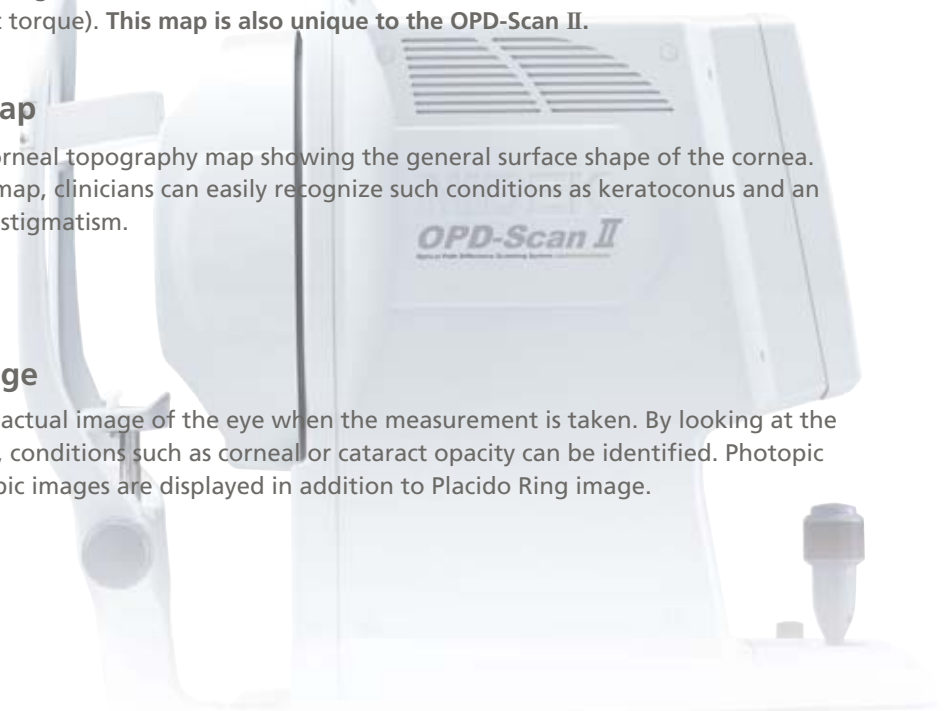 t torque). This map is also unique to the OPD-Scan II.
ap
orneal topography map showing the general surface shape of the cornea.
map, clinicians can easily recognize such conditions as keratoconus and an
stigmatism.
NIDEK
OPD-Scan II
ge
actual image of the eye when the measurement is taken. By looking at the
, conditions such as corneal or cataract opacity can be identified. Photopic
pic images are displayed in addition to Placido Ring image.